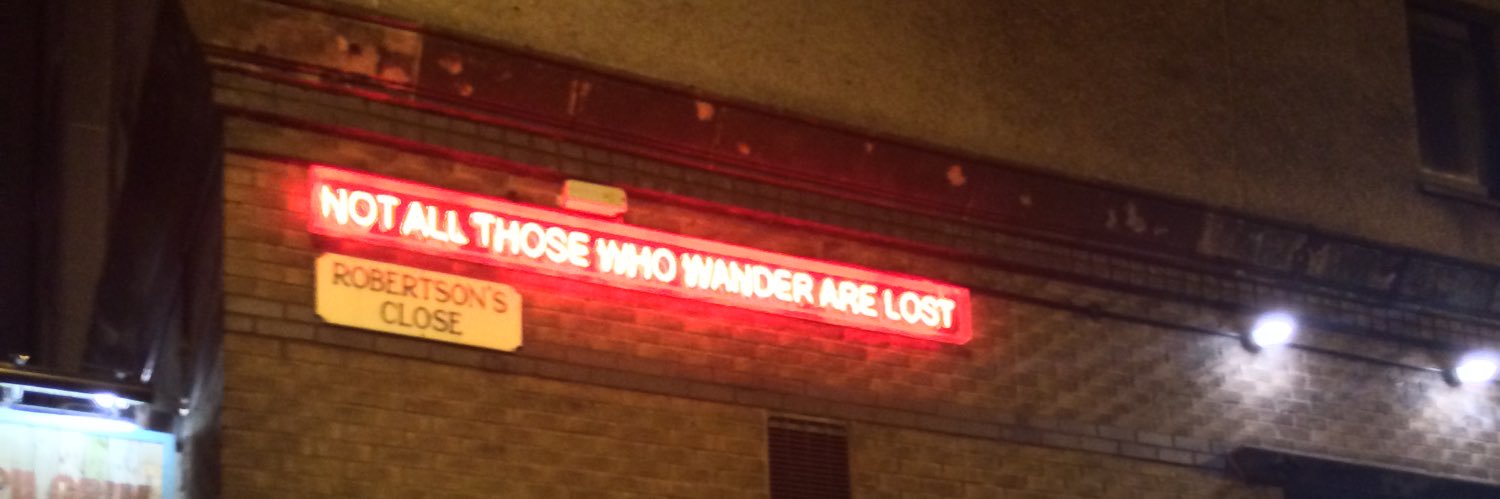 NOT ALL THOSE WHO WANDER ARE LOST
ROBERTSON'S
CLOSE